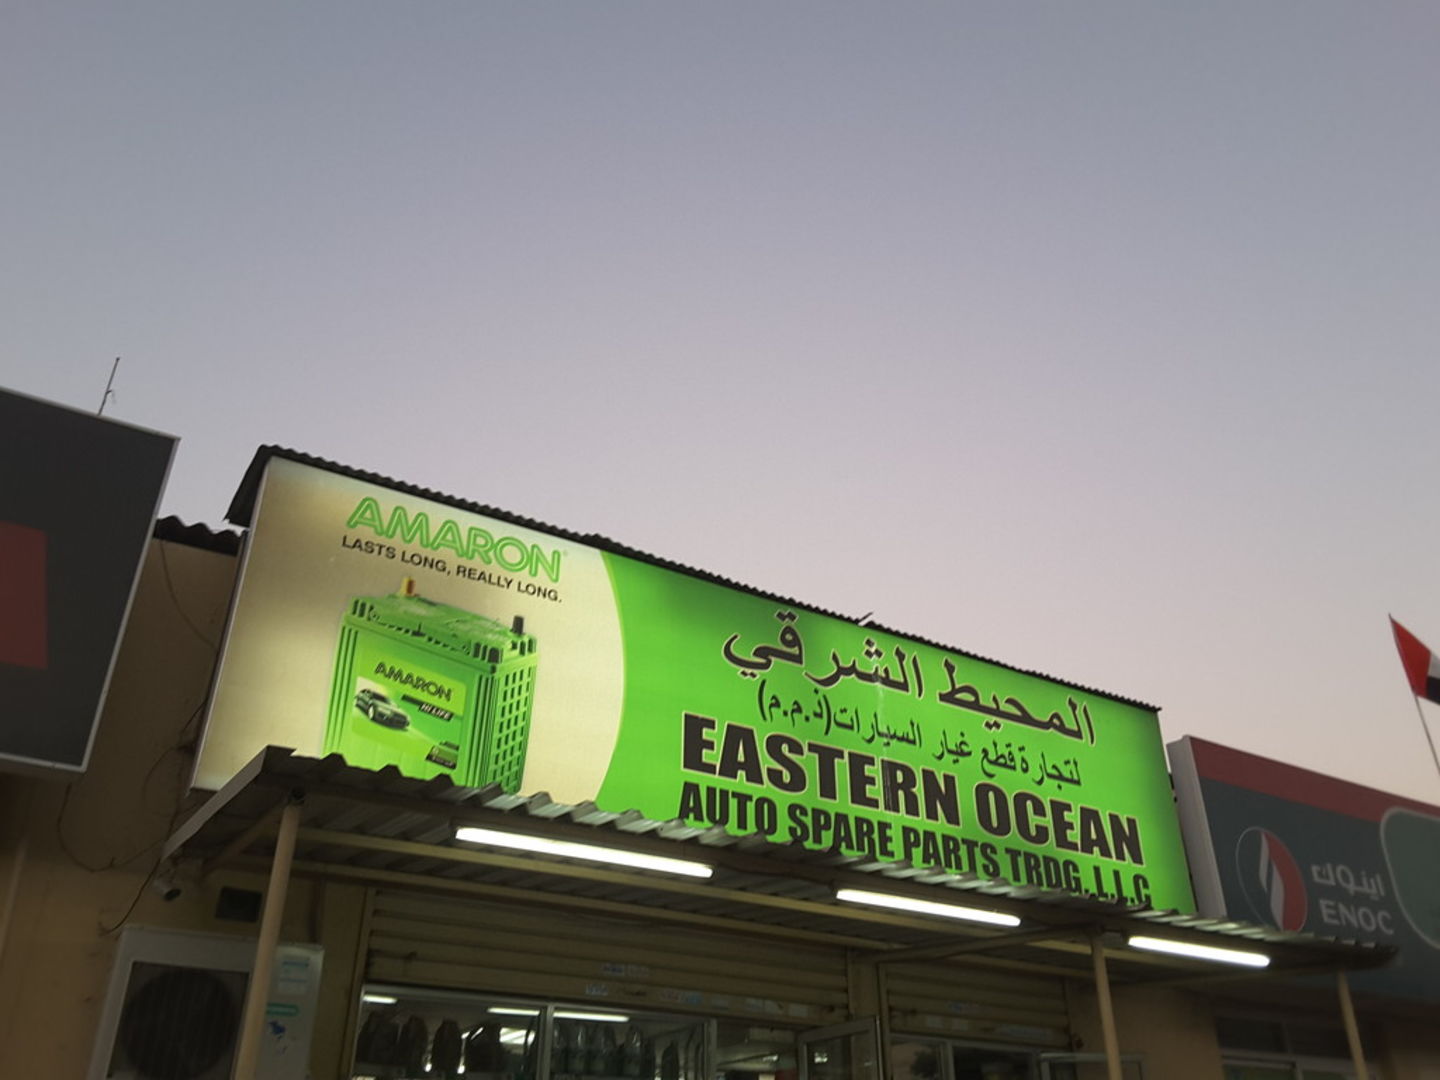 AMARON
LASTS LONG, REALLY LONG.
AMARON
HI LIFE
المحيط الشرقي
لتجارة قطع غيار السيارات (ذ.م.م)
EASTERN OCEAN
AUTO SPARE PARTS TRDG. L.L.C
اينوك
ENOC